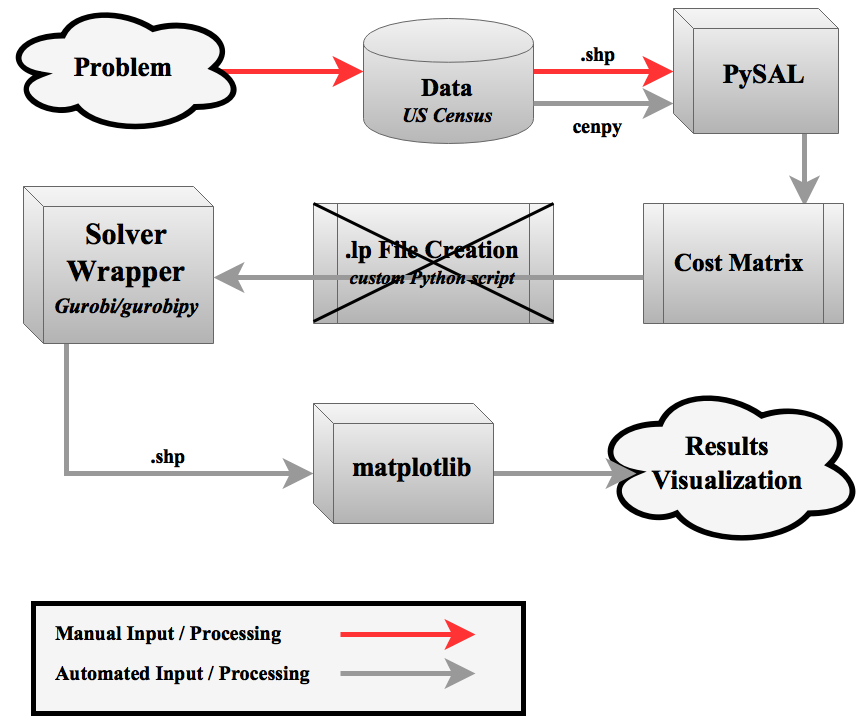 Problem
Data
US Census
.shp
cenpy
PySAL
Solver
Wrapper
Gurobi/gurobipy
.lp File Creation
custom Python script
Cost Matrix
.shp
matplotlib
Results
Visualization
Manual Input / Processing
Automated Input / Processing